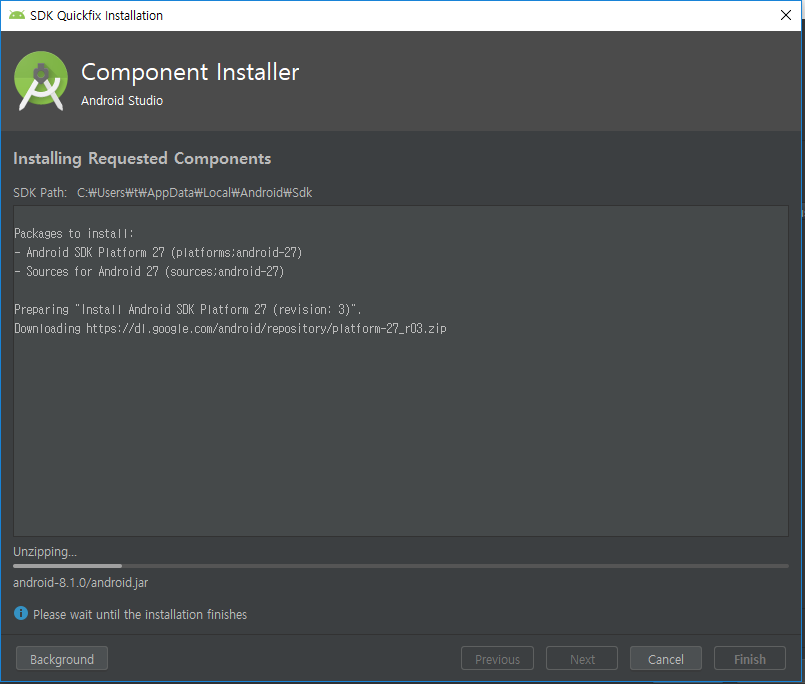 SDK Quickfix Installation
Component Installer
Android Studio
Installing Requested Components
SDK Path: C:₩Users₩t₩AppData₩Local₩Android₩Sdk
Packages to install:
- Android SDK Platform 27 (platforms;android-27)
- Sources for Android 27 (sources;android-27)
Preparing "Install Android SDK Platform 27 (revision: 3)".
Downloading https://dl.google.com/android/repository/platform-27_r03.zip
Unzipping...
android-8.1.0/android.jar
Please wait until the installation finishes
Background
Previous
Next
Cancel
Finish